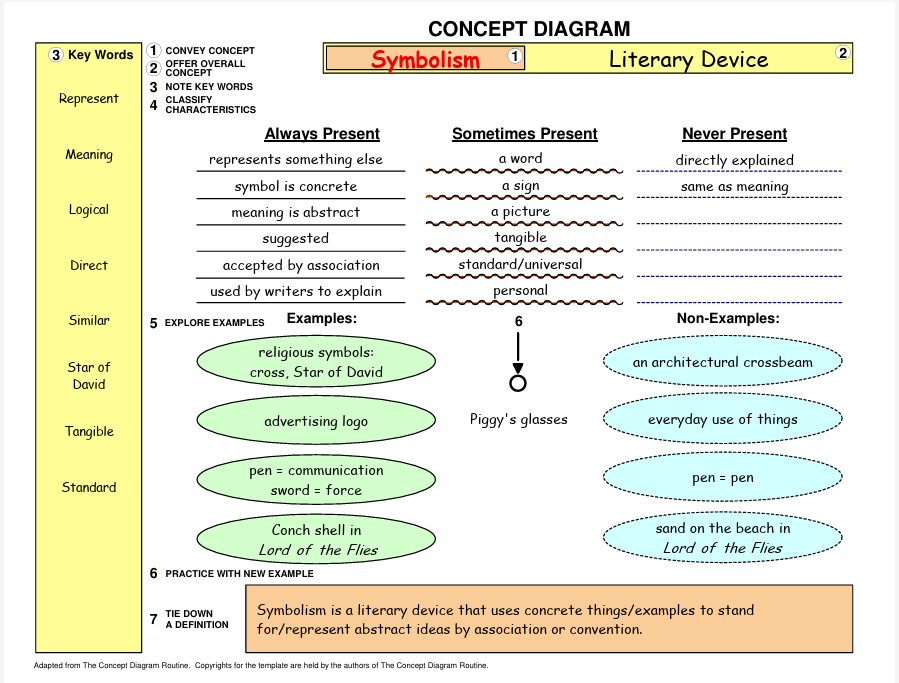 CONCEPT DIAGRAM
3 Key Words
Represent
Meaning
Logical
Direct
Similar
Star of
David
Tangible
Standard
1 CONVEY CONCEPT
2 OFFER OVERALL
CONCEPT
3 NOTE KEY WORDS
4 CLASSIFY
CHARACTERISTICS
Symbolism 1
Literary Device 2
Always Present
represents something else
symbol is concrete
meaning is abstract
suggested
accepted by association
used by writers to explain
Sometimes Present
a word
a sign
a picture
tangible
standard/universal
personal
Never Present
directly explained
same as meaning
5 EXPLORE EXAMPLES
Examples:
religious symbols:
cross, Star of David
advertising logo
pen = communication
sword = force
Conch shell in
Lord of the Flies
6
Piggy's glasses
Non-Examples:
an architectural crossbeam
everyday use of things
pen = pen
sand on the beach in
Lord of the Flies
6 PRACTICE WITH NEW EXAMPLE
7 TIE DOWN
A DEFINITION
Symbolism is a literary device that uses concrete things/examples to stand
for/represent abstract ideas by association or convention.
Adapted from The Concept Diagram Routine. Copyrights for the template are held by the authors of The Concept Diagram Routine.